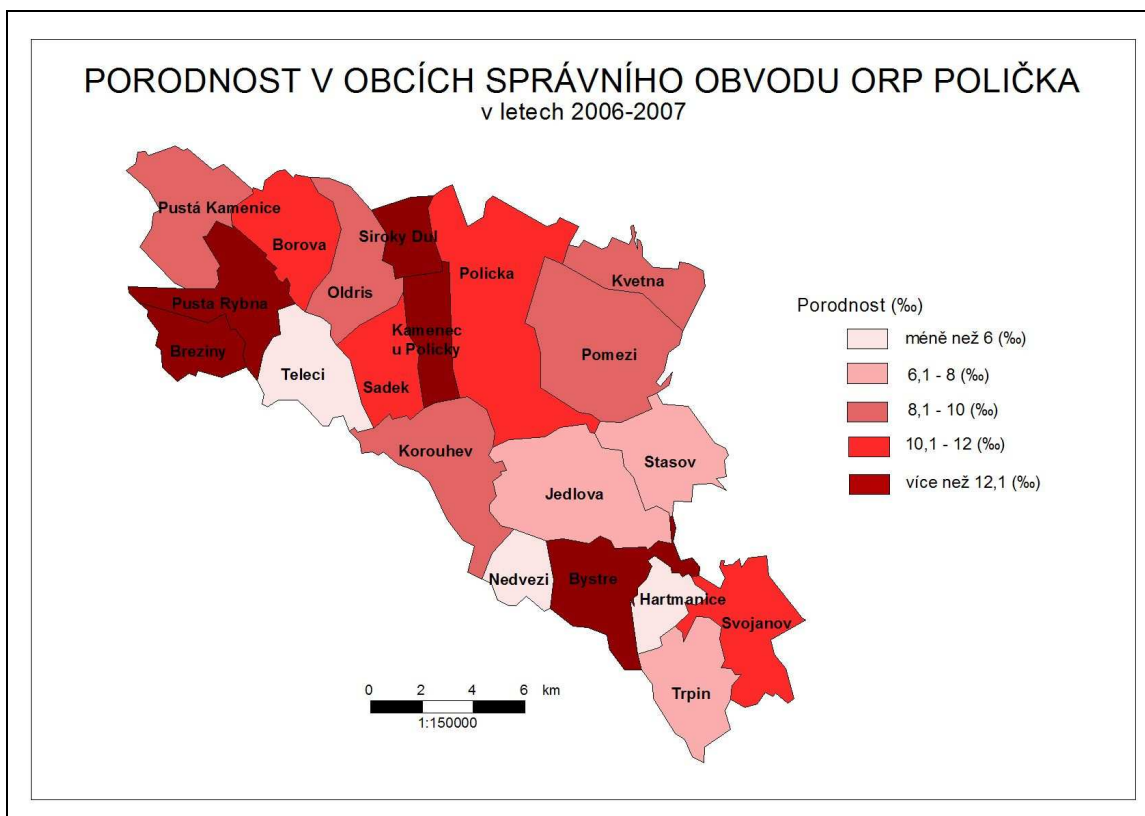 PORODNOST V OBCÍCH SPRÁVNÍHO OBVODU ORP POLIČKA
v letech 2006-2007
Pustá Kamenice
Borova
Siroky Dul
Policka
Kvetna
Oldris
Pusta Rybna
Kamenec
u Policky
Breziny
Pomezi
Teleci
Sadek
Korouhev
Stasov
Jedlova
Nedvezi
Bystre
Hartmanice
Svojanov
Trpin
Porodnost (‰)
méně než 6 (‰)
6,1 - 8 (‰)
8,1 - 10 (‰)
10,1 - 12 (‰)
více než 12,1 (‰)
0 2 4 6 km
1:150000